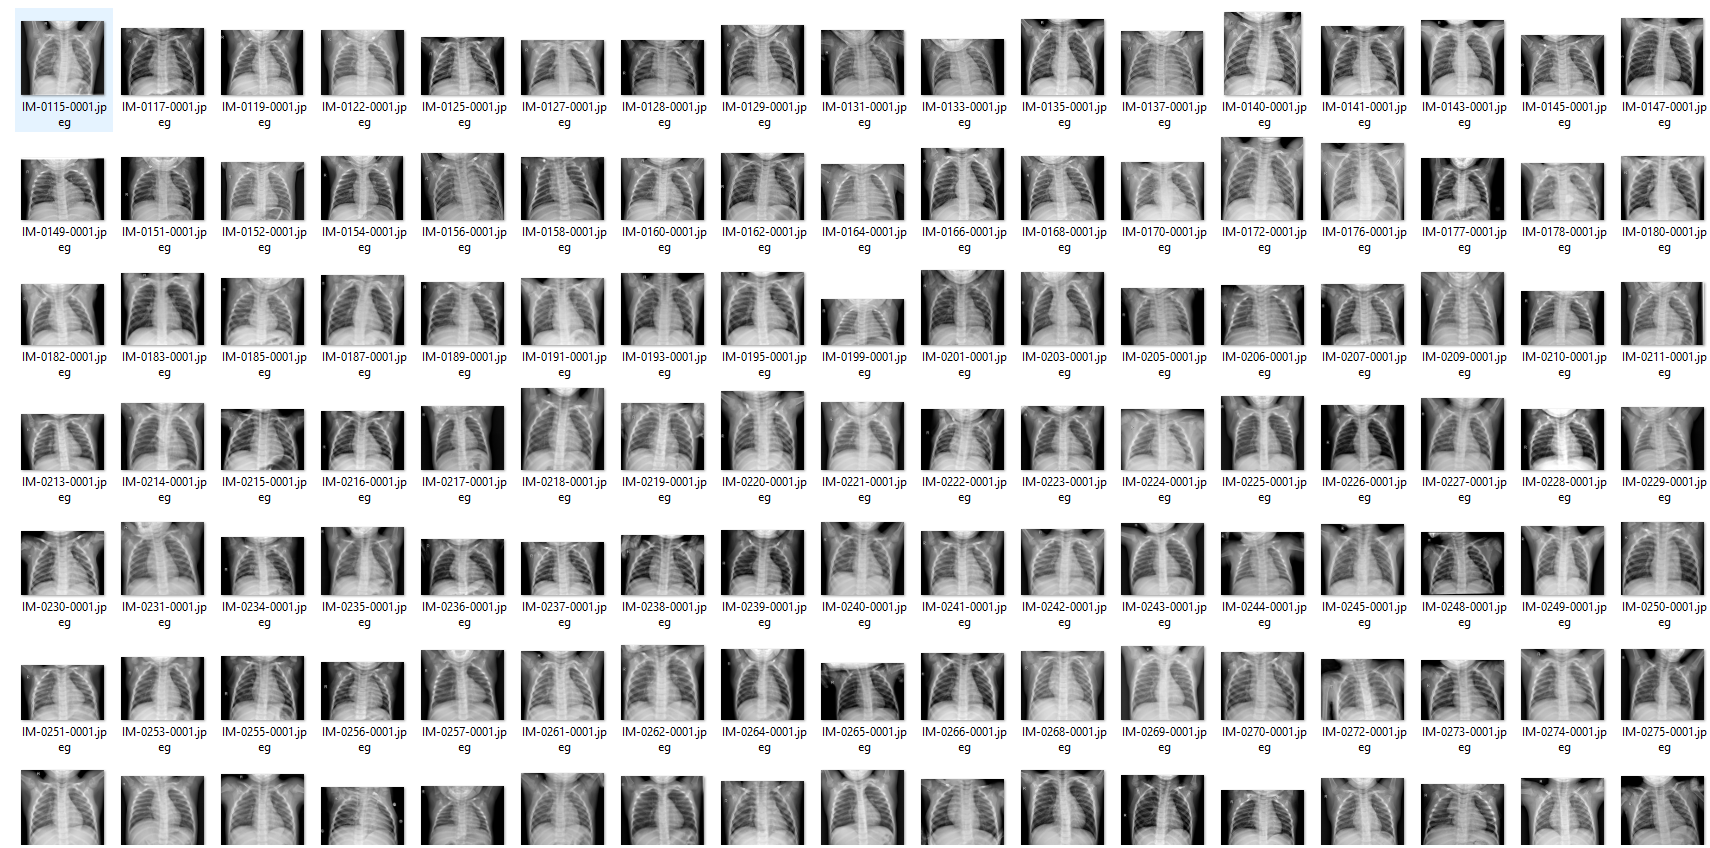 IM-0115-0001.jp IM-0117-0001.jp IM-0119-0001.jp IM-0122-0001.jp IM-0125-0001.jp IM-0127-0001.jp IM-0128-0001.jp IM-0129-0001.jp IM-0131-0001.jp IM-0133-0001.jp IM-0135-0001.jp IM-0137-0001.jp IM-0140-0001.jp IM-0141-0001.jp IM-0143-0001.jp IM-0145-0001.jp IM-0147-0001.jp
eg eg eg eg eg eg eg eg eg eg eg eg eg eg eg eg eg
IM-0149-0001.jp IM-0151-0001.jp IM-0152-0001.jp IM-0154-0001.jp IM-0156-0001.jp IM-0158-0001.jp IM-0160-0001.jp IM-0162-0001.jp IM-0164-0001.jp IM-0166-0001.jp IM-0168-0001.jp IM-0170-0001.jp IM-0172-0001.jp IM-0176-0001.jp IM-0177-0001.jp IM-0178-0001.jp IM-0180-0001.jp
eg eg eg eg eg eg eg eg eg eg eg eg eg eg eg eg eg
IM-0182-0001.jp IM-0183-0001.jp IM-0185-0001.jp IM-0187-0001.jp IM-0189-0001.jp IM-0191-0001.jp IM-0193-0001.jp IM-0195-0001.jp IM-0199-0001.jp IM-0201-0001.jp IM-0203-0001.jp IM-0205-0001.jp IM-0206-0001.jp IM-0207-0001.jp IM-0209-0001.jp IM-0210-0001.jp IM-0211-0001.jp
eg eg eg eg eg eg eg eg eg eg eg eg eg eg eg eg eg
IM-0213-0001.jp IM-0214-0001.jp IM-0215-0001.jp IM-0216-0001.jp IM-0217-0001.jp IM-0218-0001.jp IM-0219-0001.jp IM-0220-0001.jp IM-0221-0001.jp IM-0222-0001.jp IM-0223-0001.jp IM-0224-0001.jp IM-0225-0001.jp IM-0226-0001.jp IM-0227-0001.jp IM-0228-0001.jp IM-0229-0001.jp
eg eg eg eg eg eg eg eg eg eg eg eg eg eg eg eg eg
IM-0230-0001.jp IM-0231-0001.jp IM-0234-0001.jp IM-0235-0001.jp IM-0236-0001.jp IM-0237-0001.jp IM-0238-0001.jp IM-0239-0001.jp IM-0240-0001.jp IM-0241-0001.jp IM-0242-0001.jp IM-0243-0001.jp IM-0244-0001.jp IM-0245-0001.jp IM-0248-0001.jp IM-0249-0001.jp IM-0250-0001.jp
eg eg eg eg eg eg eg eg eg eg eg eg eg eg eg eg eg
IM-0251-0001.jp IM-0253-0001.jp IM-0255-0001.jp IM-0256-0001.jp IM-0257-0001.jp IM-0261-0001.jp IM-0262-0001.jp IM-0264-0001.jp IM-0265-0001.jp IM-0266-0001.jp IM-0268-0001.jp IM-0269-0001.jp IM-0270-0001.jp IM-0272-0001.jp IM-0273-0001.jp IM-0274-0001.jp IM-0275-0001.jp
eg eg eg eg eg eg eg eg eg eg eg eg eg eg eg eg eg